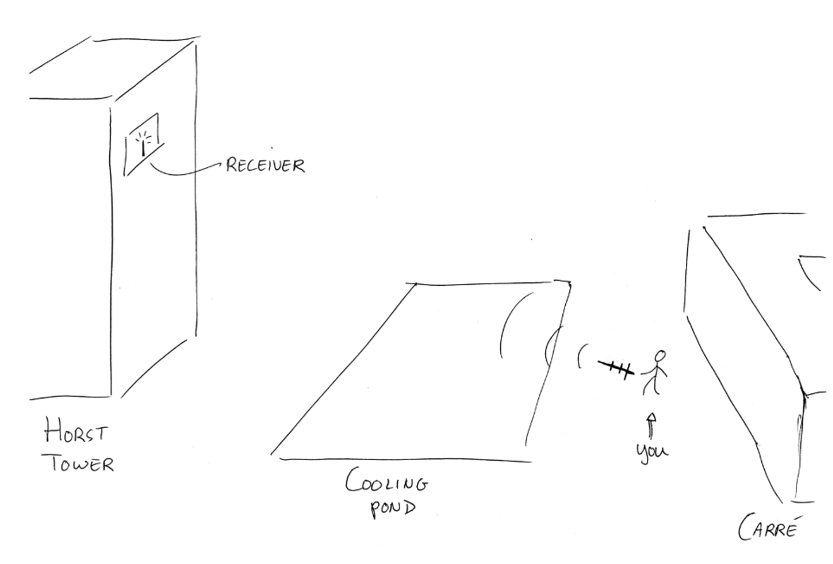 RECEIVER
HORST
TOWER
COOLING
POND
you
CARRÉ